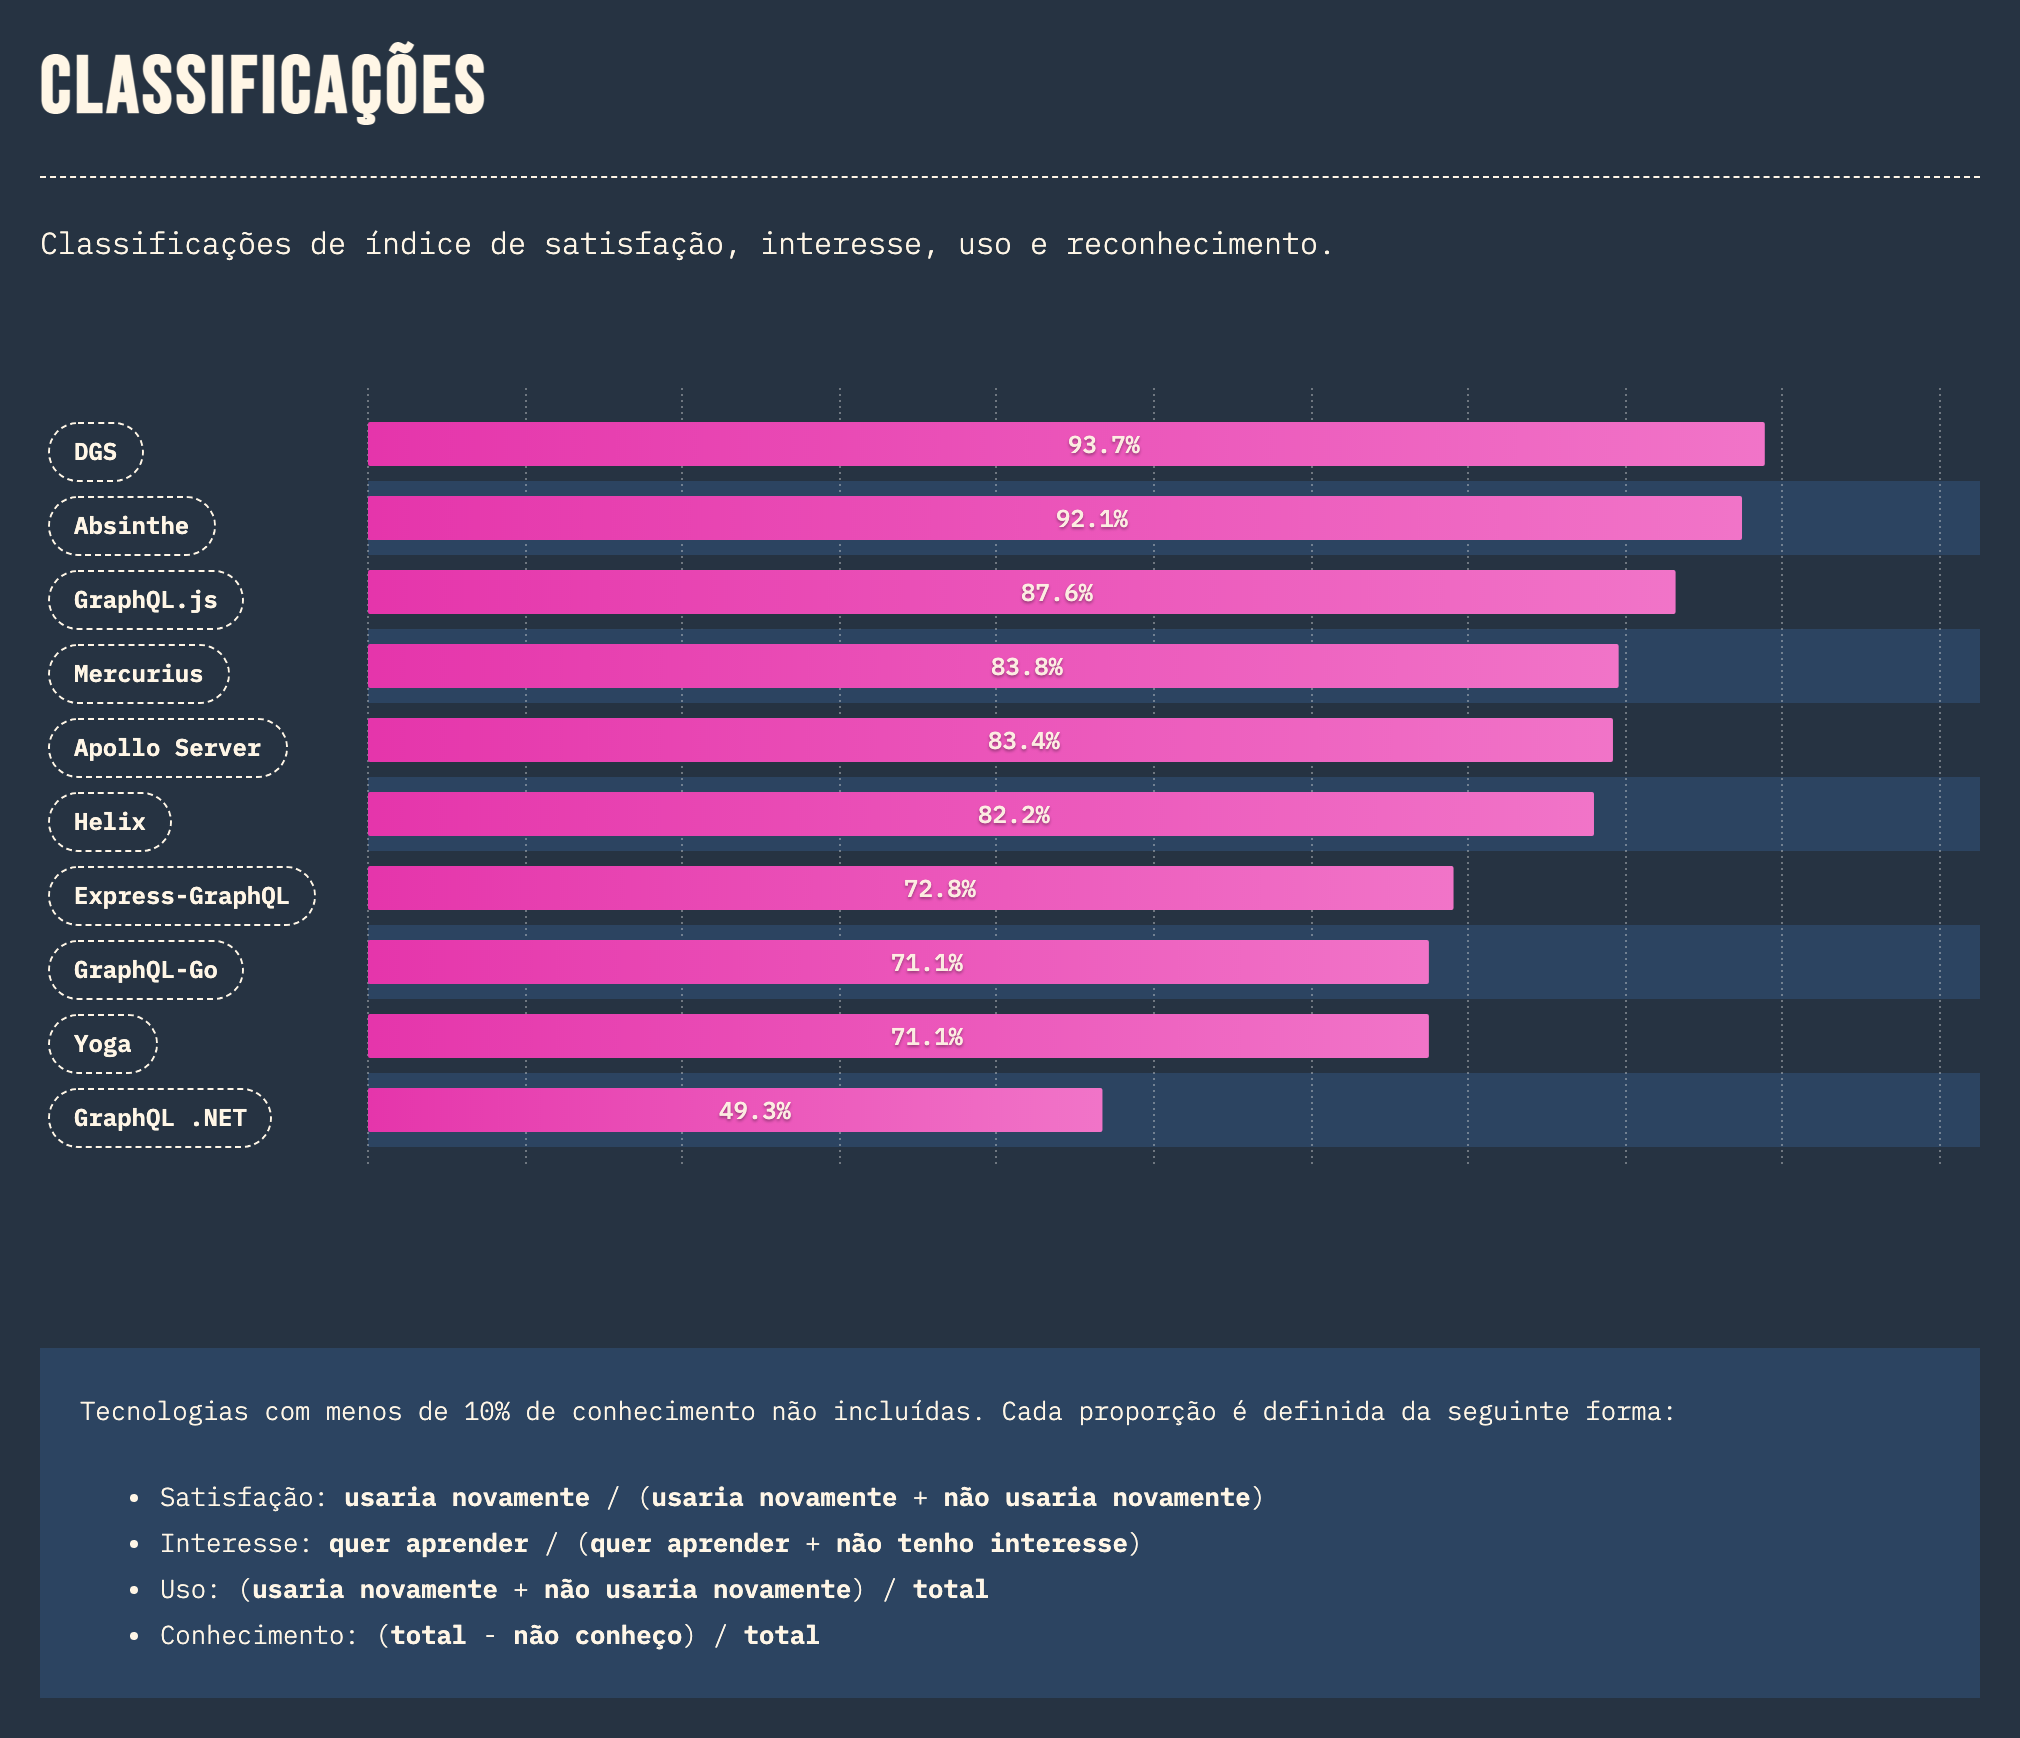 CLASSIFICAÇÕES
Classificações de índice de satisfação, interesse, uso e reconhecimento.
DGS
93.7%
Absinthe
92.1%
GraphQL.js
87.6%
Mercurius
83.8%
Apollo Server
83.4%
Helix
82.2%
Express-GraphQL
72.8%
GraphQL-Go
71.1%
Yoga
71.1%
GraphQL .NET
49.3%
Tecnologias com menos de 10% de conhecimento não incluídas. Cada proporção é definida da seguinte forma:
• Satisfação: usaria novamente / (usaria novamente + não usaria novamente)
• Interesse: quer aprender / (quer aprender + não tenho interesse)
• Uso: (usaria novamente + não usaria novamente) / total
• Conhecimento: (total - não conheço) / total